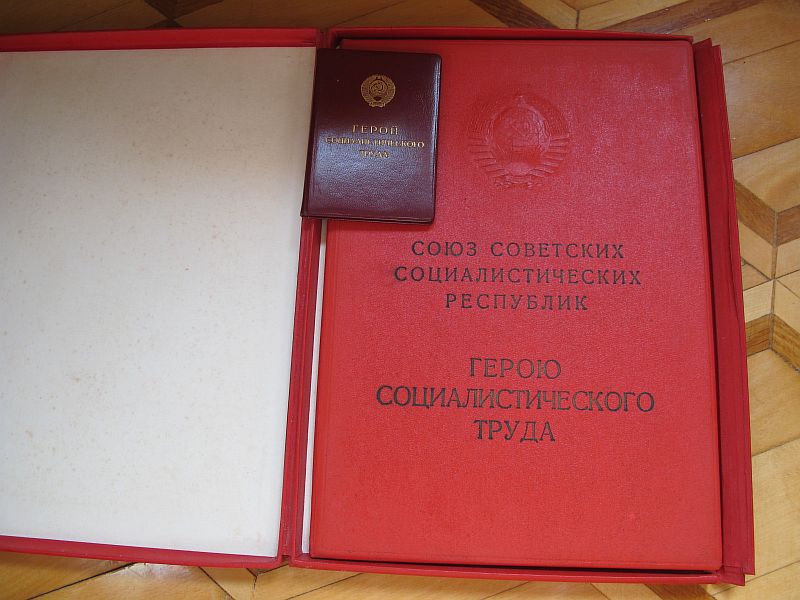 ГЕРОЙ
СОЦИАЛИСТИЧЕСКОГО
ТРУДА
СОЮЗ СОВЕТСКИХ
СОЦИАЛИСТИЧЕСКИХ
РЕСПУБЛИК
ГЕРОЮ
СОЦИАЛИСТИЧЕСКОГО
ТРУДА